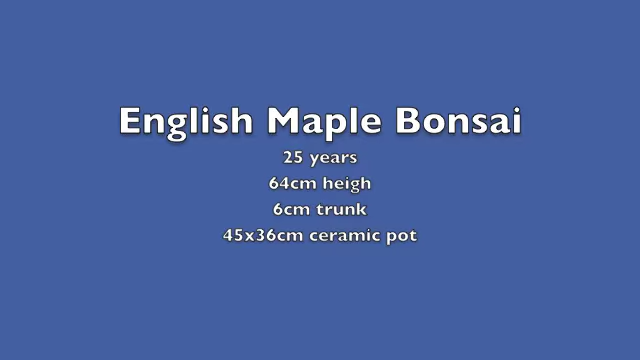 English Maple Bonsai
25 years
64cm heigh
6cm trunk
45x36cm ceramic pot